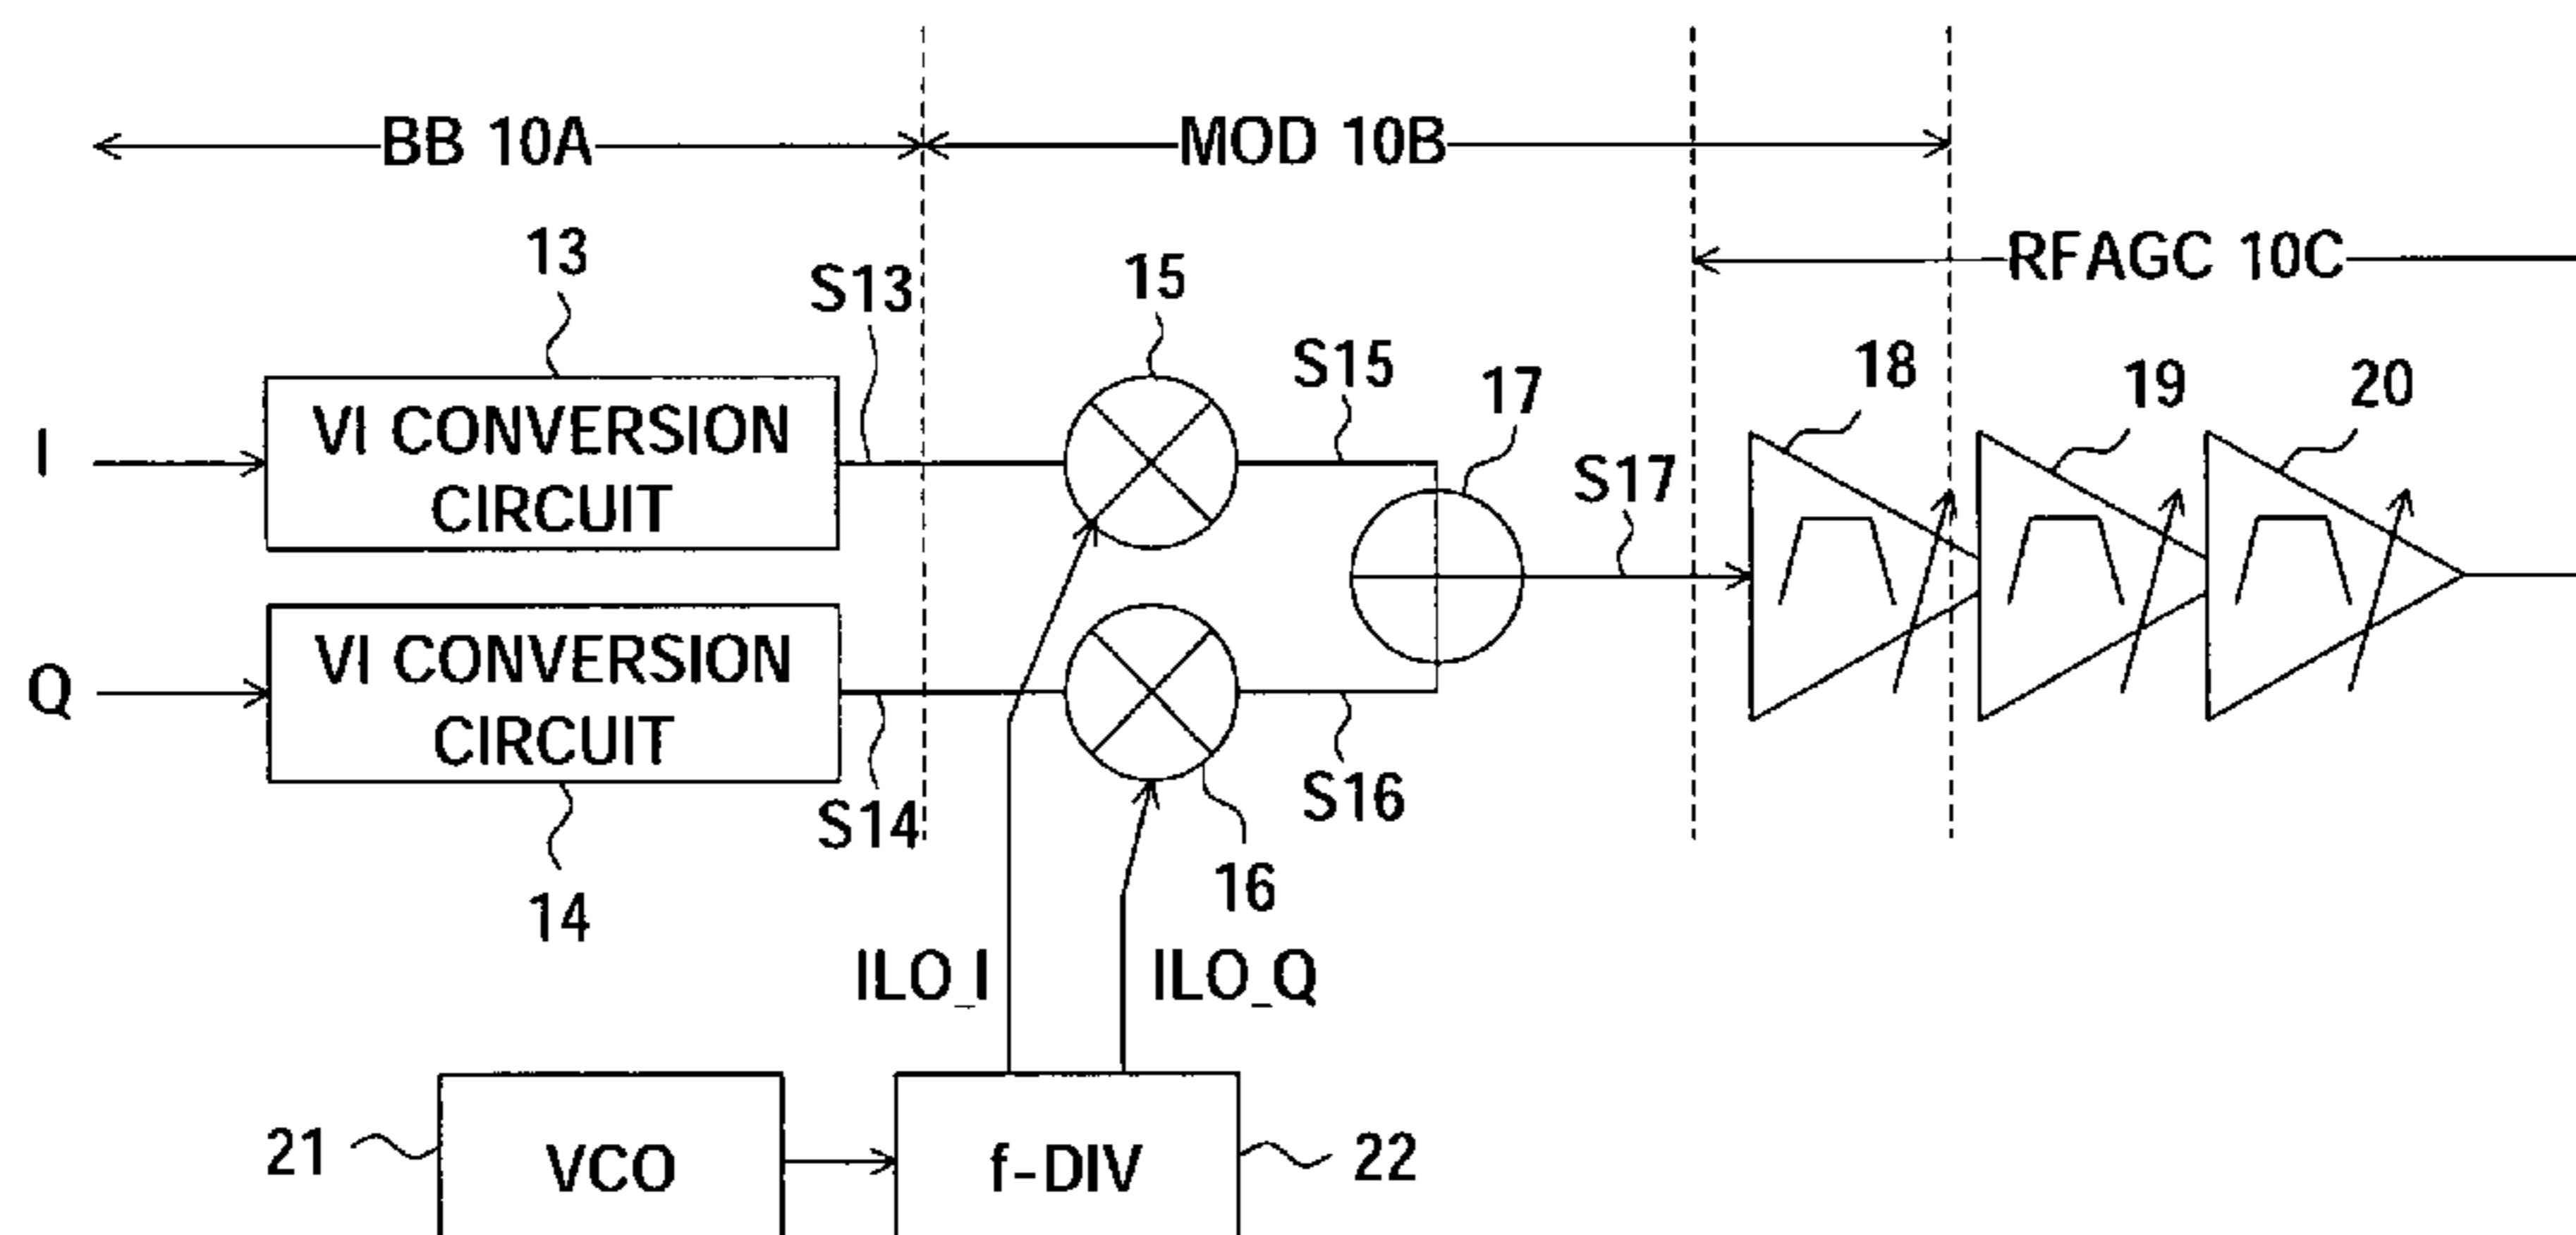 BB 10A
MOD 10B
RFAGC 10C
13
S13
15
S15
17
S17
18
19
20
I
VI CONVERSION
CIRCUIT
Q
VI CONVERSION
CIRCUIT
14
S14
16
S16
ILO_I
ILO_Q
21
VCO
f-DIV
22